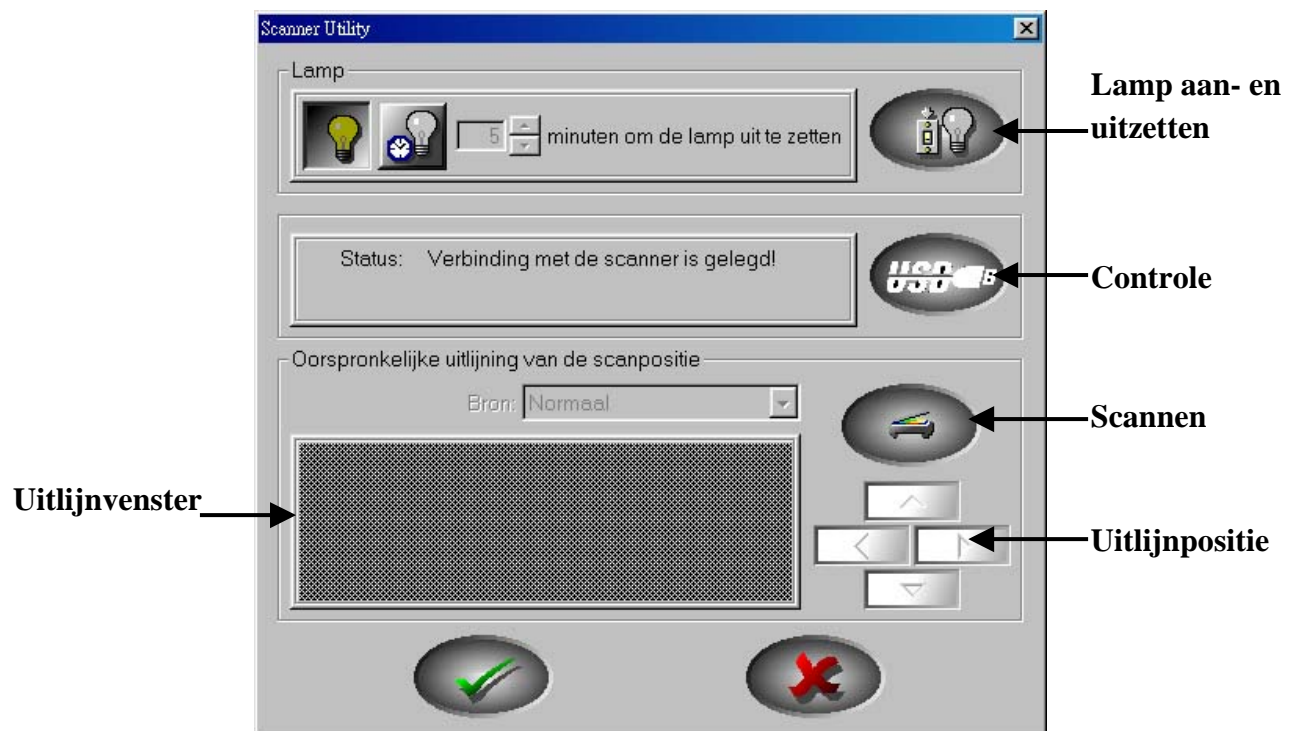 Scanner Utility
Lamp
5 minuten om de lamp uit te zetten
Lamp aan- en
uitzetten
Status: Verbinding met de scanner is gelegd!
USB
Controle
Oorspronkelijke uitlijning van de scanpositie
Bron: Normaal
Scannen
Uitlijnvenster
Uitlijnpositie